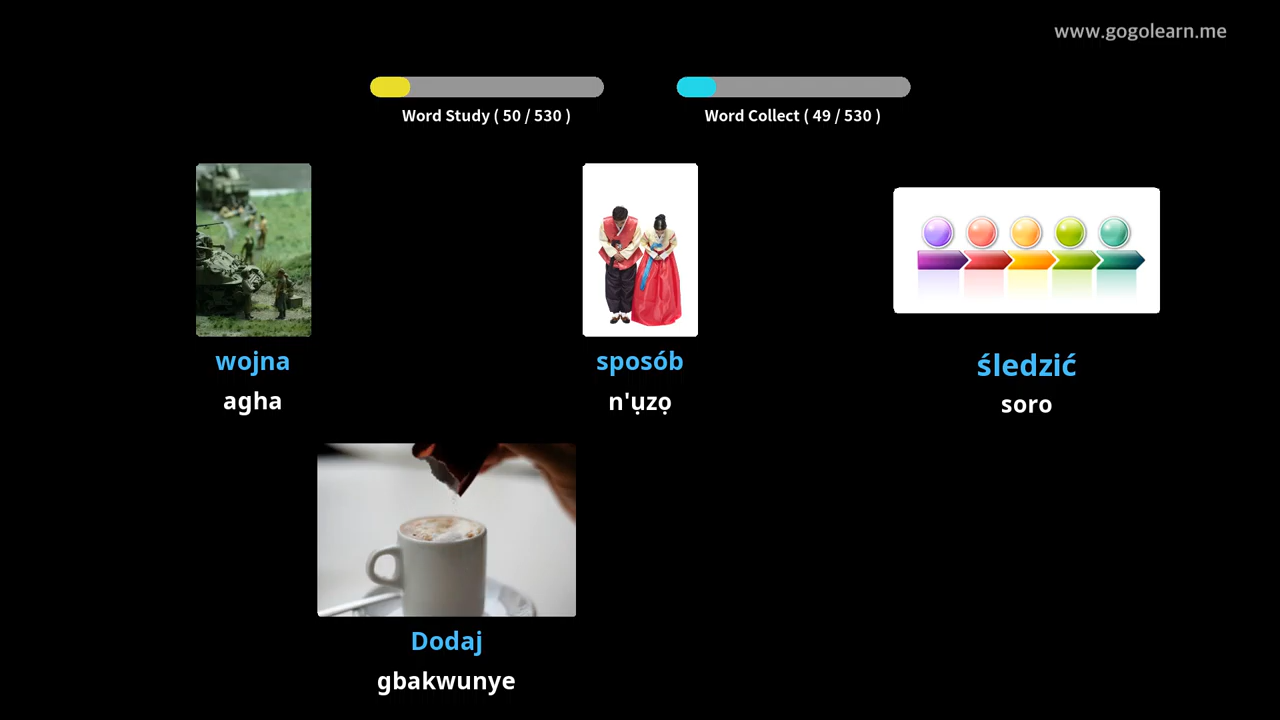 www.gogolearn.me
Word Study ( 50 / 530 )
Word Collect ( 49 / 530 )
wojna
agha
sposób
n'ụzọ
śledzić
soro
Dodaj
gbakwunye